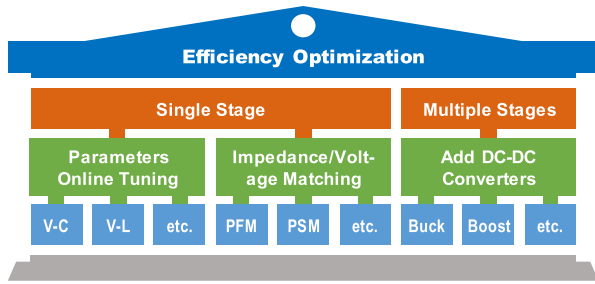 Efficiency Optimization
Single Stage
Multiple Stages
Parameters
Online Tuning
Impedance/Volt-
age Matching
Add DC-DC
Converters
V-C
V-L
etc.
PFM
PSM
etc.
Buck
Boost
etc.